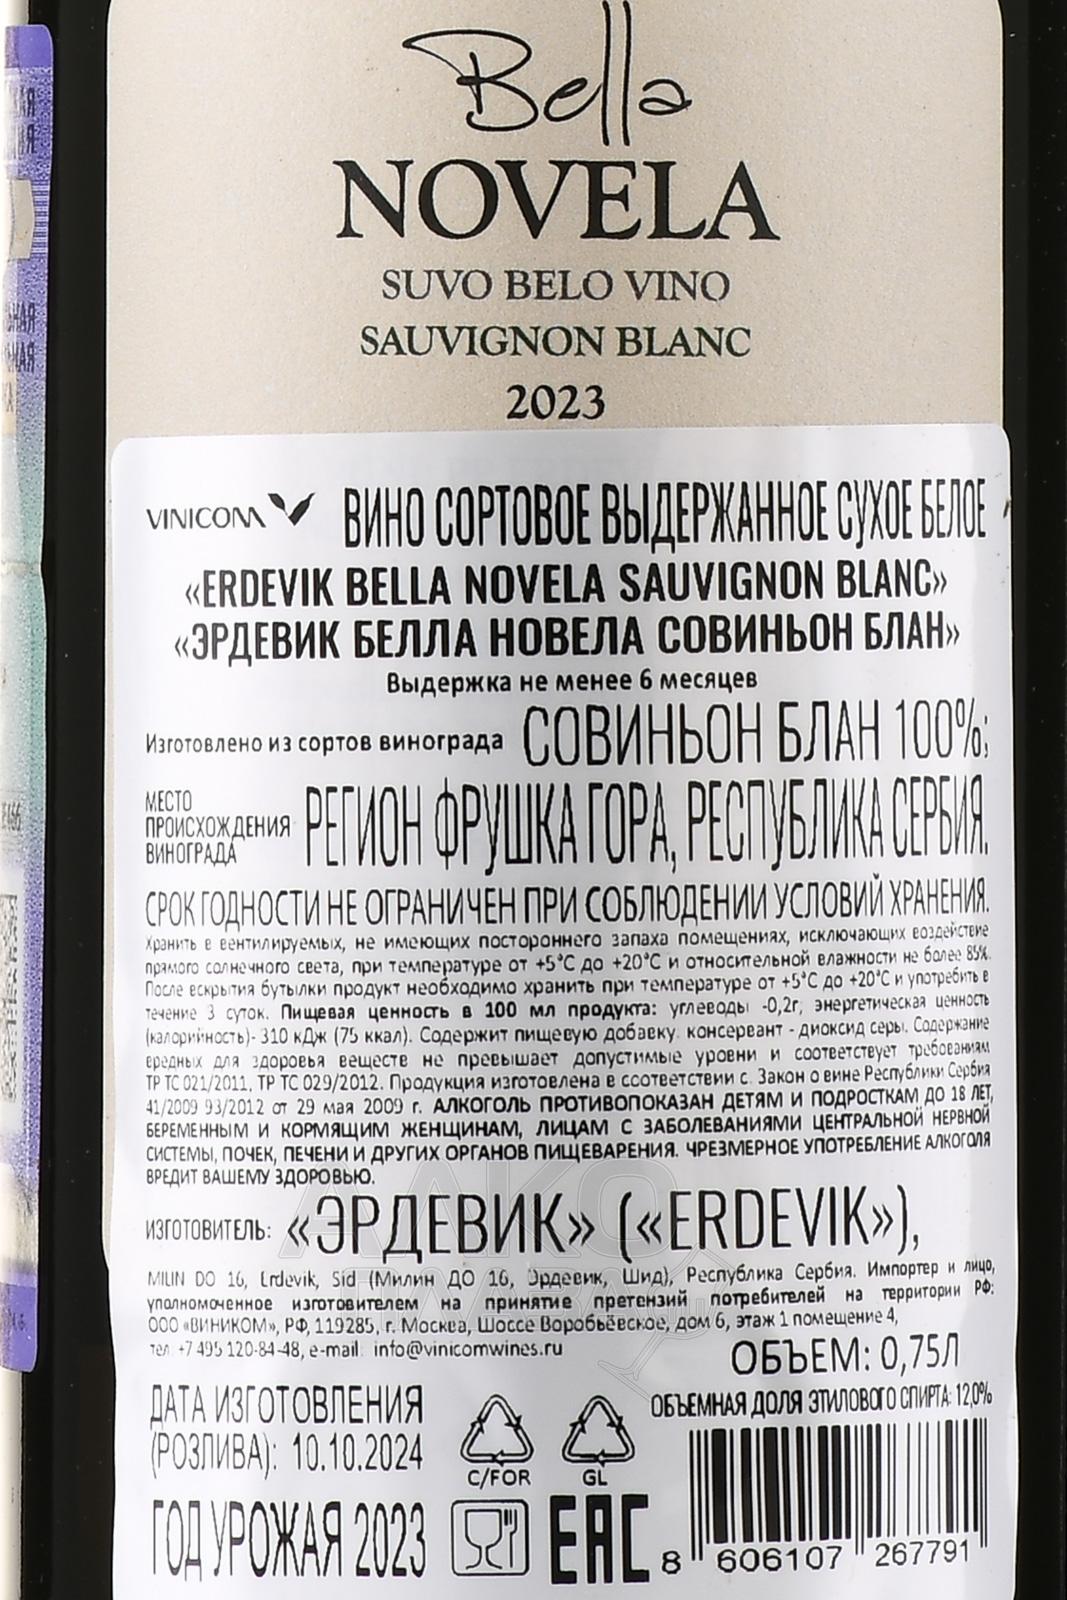 Bella
NOVELA
SUVO BELO VINO
SAUVIGNON BLANC
2023
VINICOM ВИНО СОРТОВОЕ ВЫДЕРЖАННОЕ СУХОЕ БЕЛОЕ
«ERDEVIK BELLA NOVELA SAUVIGNON BLANC»
«ЭРДЕВИК БЕЛЛА НОВЕЛА СОВИНЬОН БЛАН»
Выдержка не менее 6 месяцев
Изготовлено из сортов винограда СОВИНЬОН БЛАН 100%;
МЕСТО
ПРОИСХОЖДЕНИЯ
ВИНОГРАДА
РЕГИОН ФРУШКА ГОРА, РЕСПУБЛИКА СЕРБИЯ.
СРОК ГОДНОСТИ НЕ ОГРАНИЧЕН ПРИ СОБЛЮДЕНИИ УСЛОВИЙ ХРАНЕНИЯ.
Хранить в вентилируемых, не имеющих постороннего запаха помещениях, исключающих воздействие
прямого солнечного света, при температуре от +5°С до +20°С и относительной влажности не более 85%.
После вскрытия бутылки продукт необходимо хранить при температуре от +5°С до +20°С и употребить в
течение 3 суток. Пищевая ценность в 100 мл продукта: углеводы -0,2г, энергетическая ценность
(калорийность)- 310 кДж (75 ккал). Содержит пищевую добавку: консервант - диоксид серы. Содержание
вредных для здоровья веществ не превышает допустимые уровни и соответствует требованиям
ТР ТС 021/2011, ТР ТС 029/2012. Продукция изготовлена в соответствии с Закон о вине Республики Сербия
41/2009 93/2012 от 29 мая 2009 г. АЛКОГОЛЬ ПРОТИВОПОКАЗАН ДЕТЯМ И ПОДРОСТКАМ ДО 18 ЛЕТ,
БЕРЕМЕННЫМ И КОРМЯЩИМ ЖЕНЩИНАМ, ЛИЦАМ С ЗАБОЛЕВАНИЯМИ ЦЕНТРАЛЬНОЙ НЕРВНОЙ
СИСТЕМЫ, ПОЧЕК, ПЕЧЕНИ И ДРУГИХ ОРГАНОВ ПИЩЕВАРЕНИЯ. ЧРЕЗМЕРНОЕ УПОТРЕБЛЕНИЕ АЛКОГОЛЯ
ВРЕДИТ ВАШЕМУ ЗДОРОВЬЮ.
ИЗГОТОВИТЕЛЬ: «ЭРДЕВИК» («ERDEVIK»),
MILIN DO 16, Erdevik, Sid (Милин ДО 16, Эрдевик, Шид), Республика Сербия. Импортер и лицо,
уполномоченное изготовителем на принятие претензий потребителей на территории РФ:
ООО «ВИНИКОМ», РФ, 119285, г. Москва, Шоссе Воробьёвское, дом 6, этаж 1 помещение 4,
тел. +7 495 120-84-48, e-mail: info@vinicomwines.ru
ОБЪЕМ: 0,75Л
ОБЪЕМНАЯ ДОЛЯ ЭТИЛОВОГО СПИРТА: 12,0%
ДАТА ИЗГОТОВЛЕНИЯ
(РОЗЛИВА): 10.10.2024
C/FOR GL
ГОД УРОЖАЯ 2023
EAC
8 606107 267791